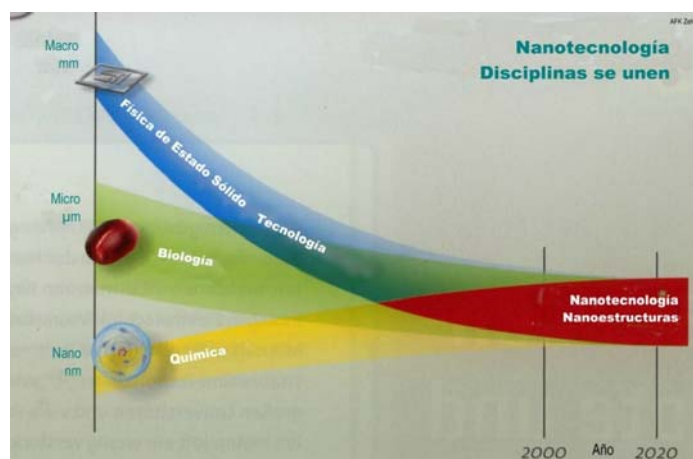 Nanotecnología
Disciplinas se unen
Macro
mm
Física de Estado Sólido Tecnología
Micro
µm
Biología
Nanotecnología
Nanoestructuras
Nano
nm
Química
2000 Año 2020